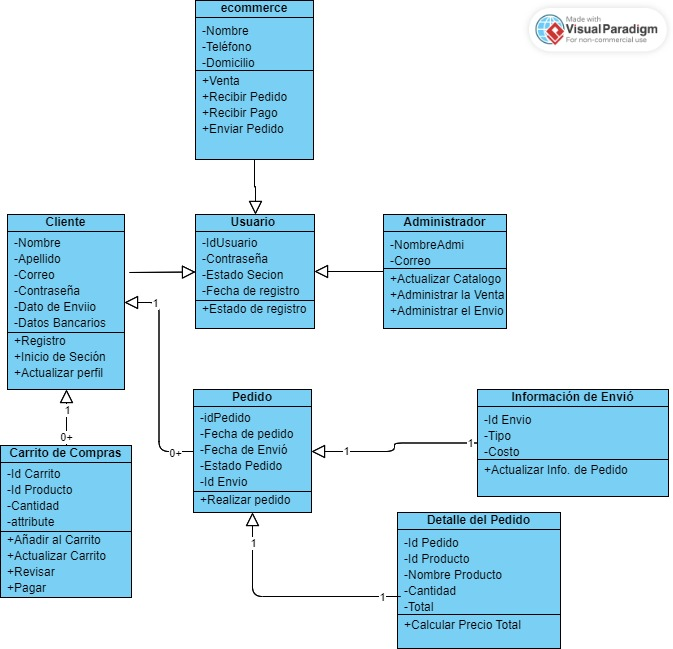 ecommerce
-Nombre
-Teléfono
-Domicilio
+Venta
+Recibir Pedido
+Recibir Pago
+Enviar Pedido
Made with
VisualParadigm
For non-commercial use
Cliente
-Nombre
-Apellido
-Correo
-Contraseña
-Dato de Enviio
-Datos Bancarios
+Registro
+Inicio de Seción
+Actualizar perfil
Usuario
-IdUsuario
-Contraseña
-Estado Secion
-Fecha de registro
+Estado de registro
Administrador
-NombreAdmi
-Correo
+Actualizar Catalogo
+Administrar la Venta
+Administrar el Envio
1
0+
1
0+
Carrito de Compras
-Id Carrito
-Id Producto
-Cantidad
-attribute
+Añadir al Carrito
+Actualizar Carrito
+Revisar
+Pagar
Pedido
-idPedido
-Fecha de pedido
-Fecha de Envió
-Estado Pedido
-Id Envio
+Realizar pedido
1
1
Información de Envió
-Id Envio
-Tipo
-Costo
+Actualizar Info. de Pedido
1
1
Detalle del Pedido
-Id Pedido
-Id Producto
-Nombre Producto
-Cantidad
-Total
+Calcular Precio Total